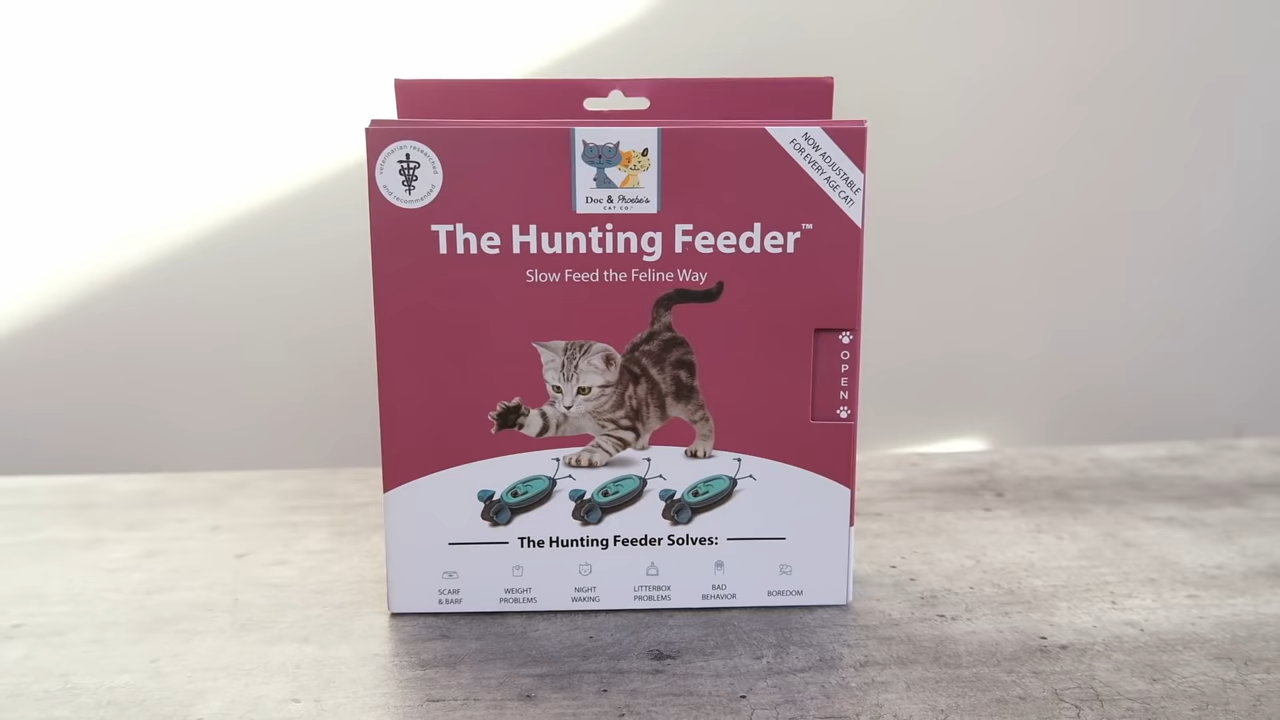 veterinarian researched
and recommended
Doc & Phoebe's
CAT CO.™
NOW ADJUSTABLE
FOR EVERY AGE CAT!
The Hunting Feeder™
Slow Feed the Feline Way
OPEN
The Hunting Feeder Solves:
SCARF
& BARF
WEIGHT
PROBLEMS
NIGHT
WAKING
LITTERBOX
PROBLEMS
BAD
BEHAVIOR
BOREDOM